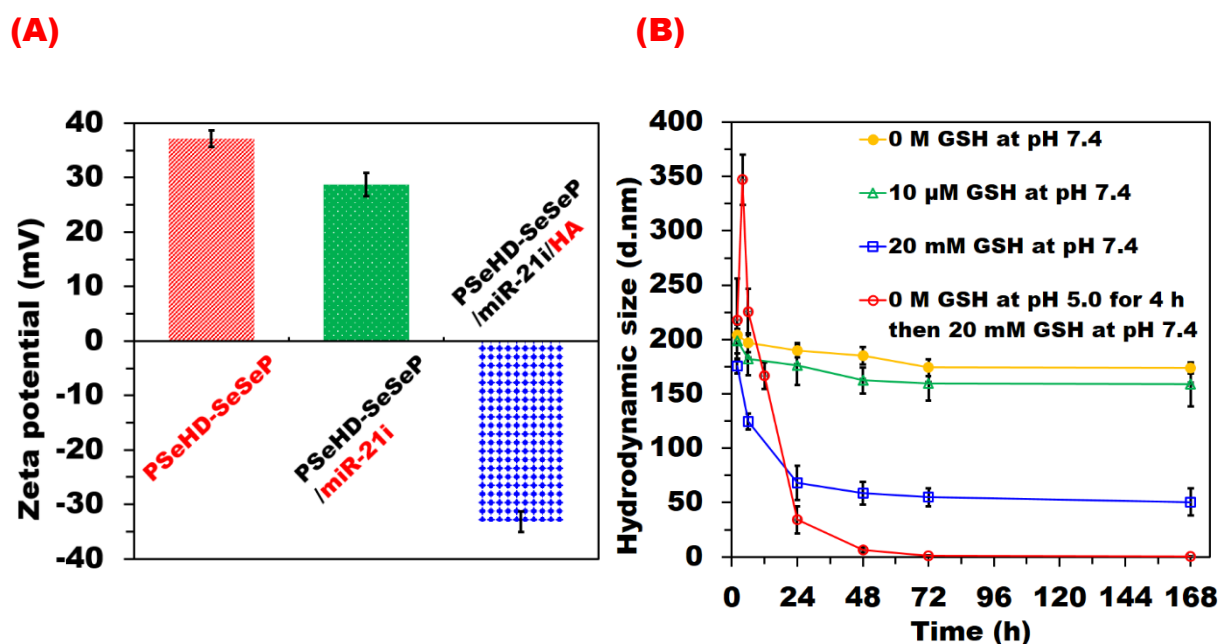 (A)
40
30
20
10
0
-10
-20
-30
-40
Zeta potential (mV)
PSeHD-SeSeP
PSeHD-SeSeP
/miR-21i
PSeHD-SeSeP
/miR-21i/HA
(B)
400
350
300
250
200
150
100
50
0
Hydrodynamic size (d.nm)
0 M GSH at pH 7.4
10 µM GSH at pH 7.4
20 mM GSH at pH 7.4
0 M GSH at pH 5.0 for 4 h
then 20 mM GSH at pH 7.4
0 24 48 72 96 120 144 168
Time (h)